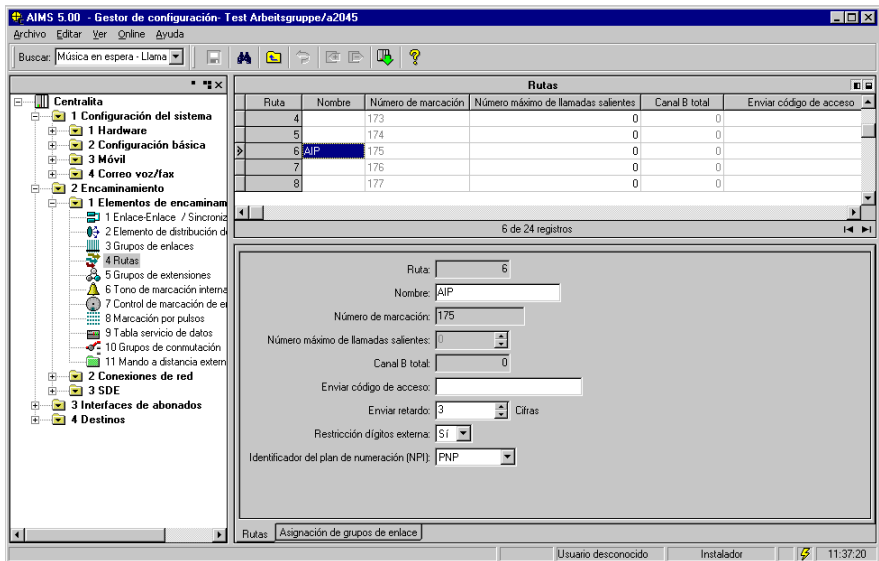 AIMS 5.00 - Gestor de configuración- Test Arbeitsgruppe/a2045
Archivo Editar Ver Online Ayuda
Buscar: Música en espera - Llama
Centralita
1 Configuración del sistema
1 Hardware
2 Configuración básica
3 Móvil
4 Correo voz/fax
2 Encaminamiento
1 Elementos de encaminam
1 Enlace-Enlace / Sincroniz
2 Elemento de distribución d
3 Grupos de enlaces
4 Rutas
5 Grupos de extensiones
6 Tono de marcación interna
7 Control de marcación de e
8 Marcación por pulsos
9 Tabla servicio de datos
10 Grupos de conmutación
11 Mando a distancia extern
2 Conexiones de red
3 SDE
3 Interfaces de abonados
4 Destinos
Rutas
Ruta Nombre Número de marcación Número máximo de llamadas salientes Canal B total Enviar código de acceso
4 173 0 0
5 174 0 0
6 AIP 175 0 0
7 176 0 0
8 177 0 0
6 de 24 registros
Ruta: 6
Nombre: AIP
Número de marcación: 175
Número máximo de llamadas salientes: 0
Canal B total: 0
Enviar código de acceso:
Enviar retardo: 3 Cifras
Restricción dígitos externa: Sí
Identificador del plan de numeración (NPI): PNP
Rutas Asignación de grupos de enlace
Usuario desconocido Instalador 11:37:20